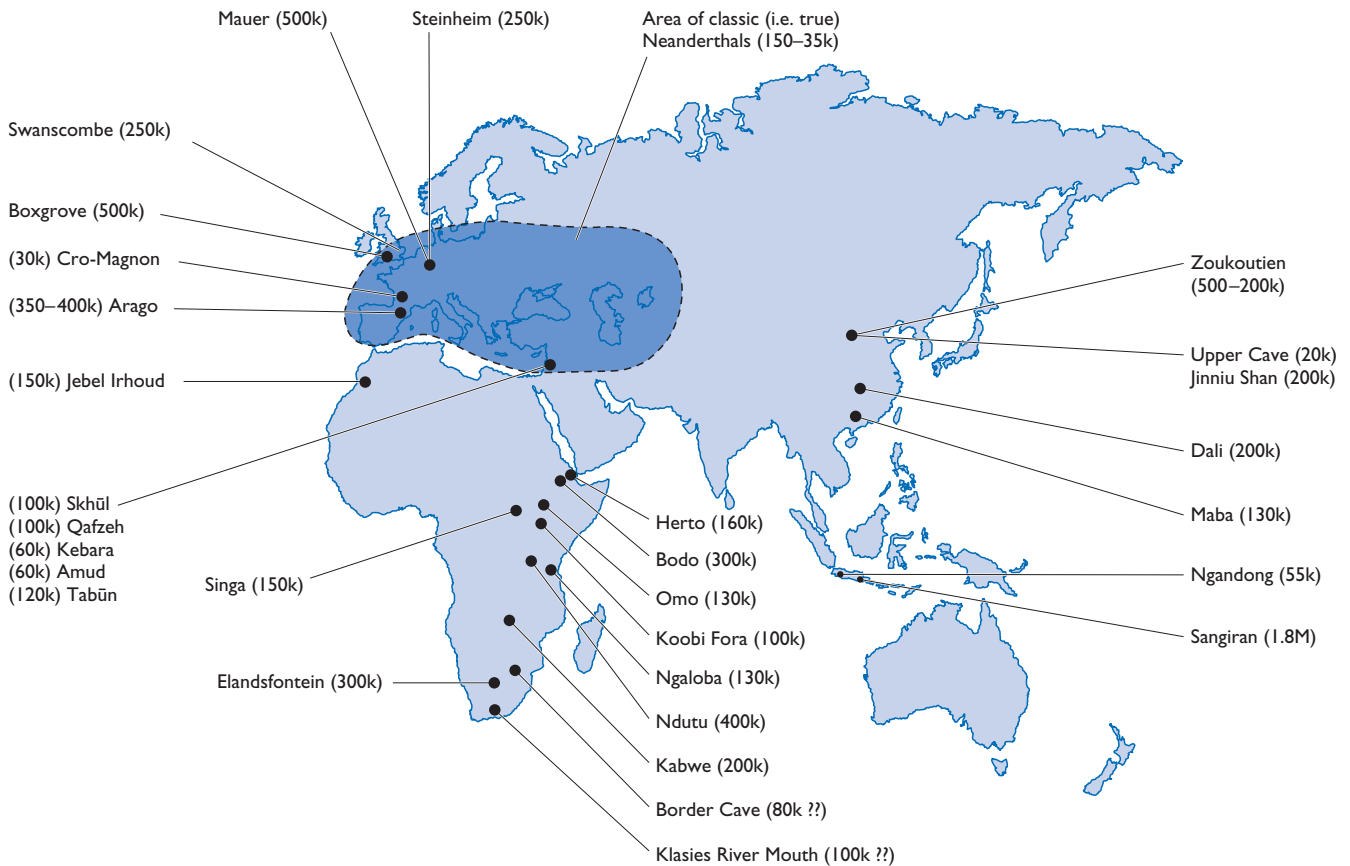 Mauer (500k)
Steinheim (250k)
Area of classic (i.e. true)
Neanderthals (150–35k)
Swanscombe (250k)
Boxgrove (500k)
(30k) Cro-Magnon
(350–400k) Arago
(150k) Jebel Irhoud
(100k) Skhūl
(100k) Qafzeh
(60k) Kebara
(60k) Amud
(120k) Tabūn
Singa (150k)
Elandsfontein (300k)
Herto (160k)
Bodo (300k)
Omo (130k)
Koobi Fora (100k)
Ngaloba (130k)
Ndutu (400k)
Kabwe (200k)
Border Cave (80k ??)
Klasies River Mouth (100k ??)
Zoukoutien
(500–200k)
Upper Cave (20k)
Jinniu Shan (200k)
Dali (200k)
Maba (130k)
Ngandong (55k)
Sangiran (1.8M)